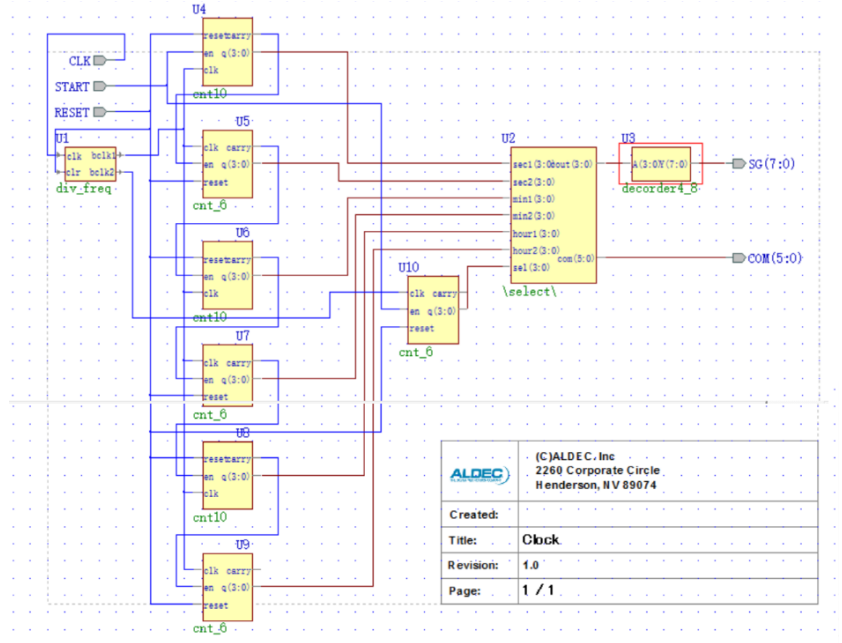 U4
resetcarry
en q(3:0)
clk
cnt10
CLK
START
RESET
U1
clk bclk1
clr bclk2
div_freq
U5
clk carry
en q(3:0)
reset
cnt_6
U6
resetcarry
en q(3:0)
clk
cnt10
U7
clk carry
en q(3:0)
reset
cnt_6
U8
resetcarry
en q(3:0)
clk
cnt10
U9
clk carry
en q(3:0)
reset
cnt_6
U10
clk carry
en q(3:0)
reset
cnt_6
U2
sec1(3:0)
sec2(3:0)
min1(3:0)
min2(3:0)
hour1(3:0)
hour2(3:0)
com(5:0)
sel(3:0)
\select\
U3
A(3:0)Y(7:0)
decorder4_8
SG(7:0)
COM(5:0)
ALDEC
(C)ALDEC. Inc
2260 Corporate Circle
Henderson, NV 89074
Created:
Title: Clock
Revision: 1.0
Page: 1 / 1